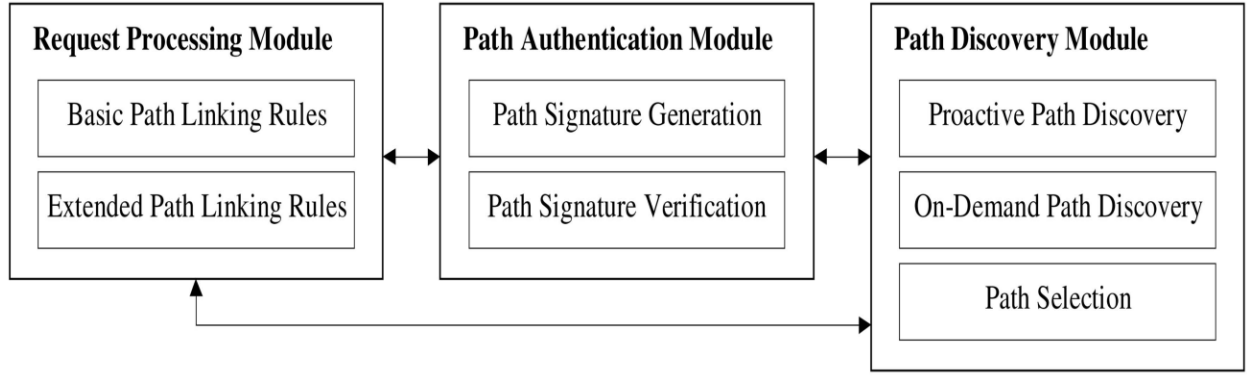 Request Processing Module
Basic Path Linking Rules
Extended Path Linking Rules
Path Authentication Module
Path Signature Generation
Path Signature Verification
Path Discovery Module
Proactive Path Discovery
On-Demand Path Discovery
Path Selection